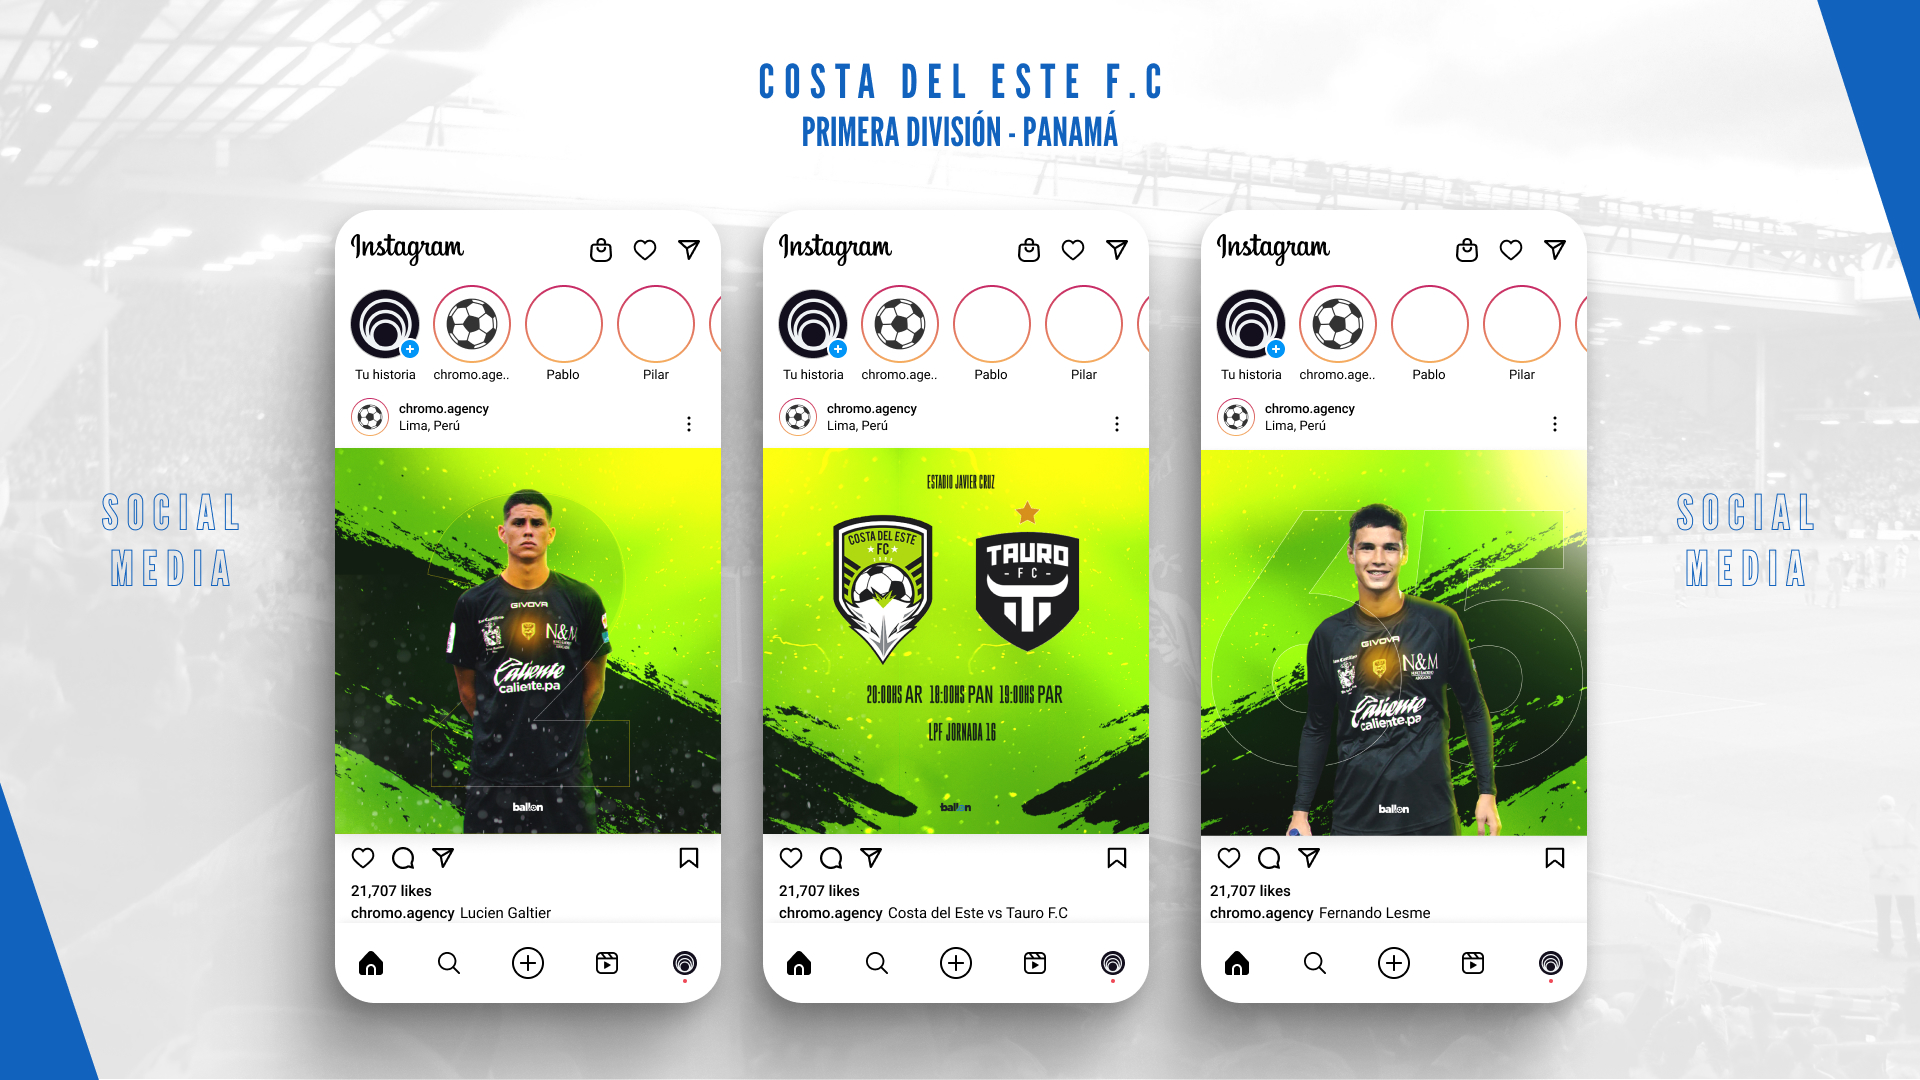 COSTA DEL ESTE F.C
PRIMERA DIVISIÓN - PANAMÁ
SOCIAL
MEDIA
Instagram
Tu historia
chromo.age..
Pablo
Pilar
chromo.agency
Lima, Perú
GIVOVA
N&M
Caliente
caliente.pa
ballon
21,707 likes
chromo.agency Lucien Galtier
Instagram
Tu historia
chromo.age..
Pablo
Pilar
chromo.agency
Lima, Perú
ESTADIO JAVIER CRUZ
COSTA DEL ESTE
FC
TAURO
- FC -
20:00HS AR 18:00HS PAN 19:00HS PAR
LPF JORNADA 16
ballon
21,707 likes
chromo.agency Costa del Este vs Tauro F.C
Instagram
Tu historia
chromo.age..
Pablo
Pilar
chromo.agency
Lima, Perú
GIVOVA
N&M
Caliente
caliente.pa
ballon
21,707 likes
chromo.agency Fernando Lesme
SOCIAL
MEDIA